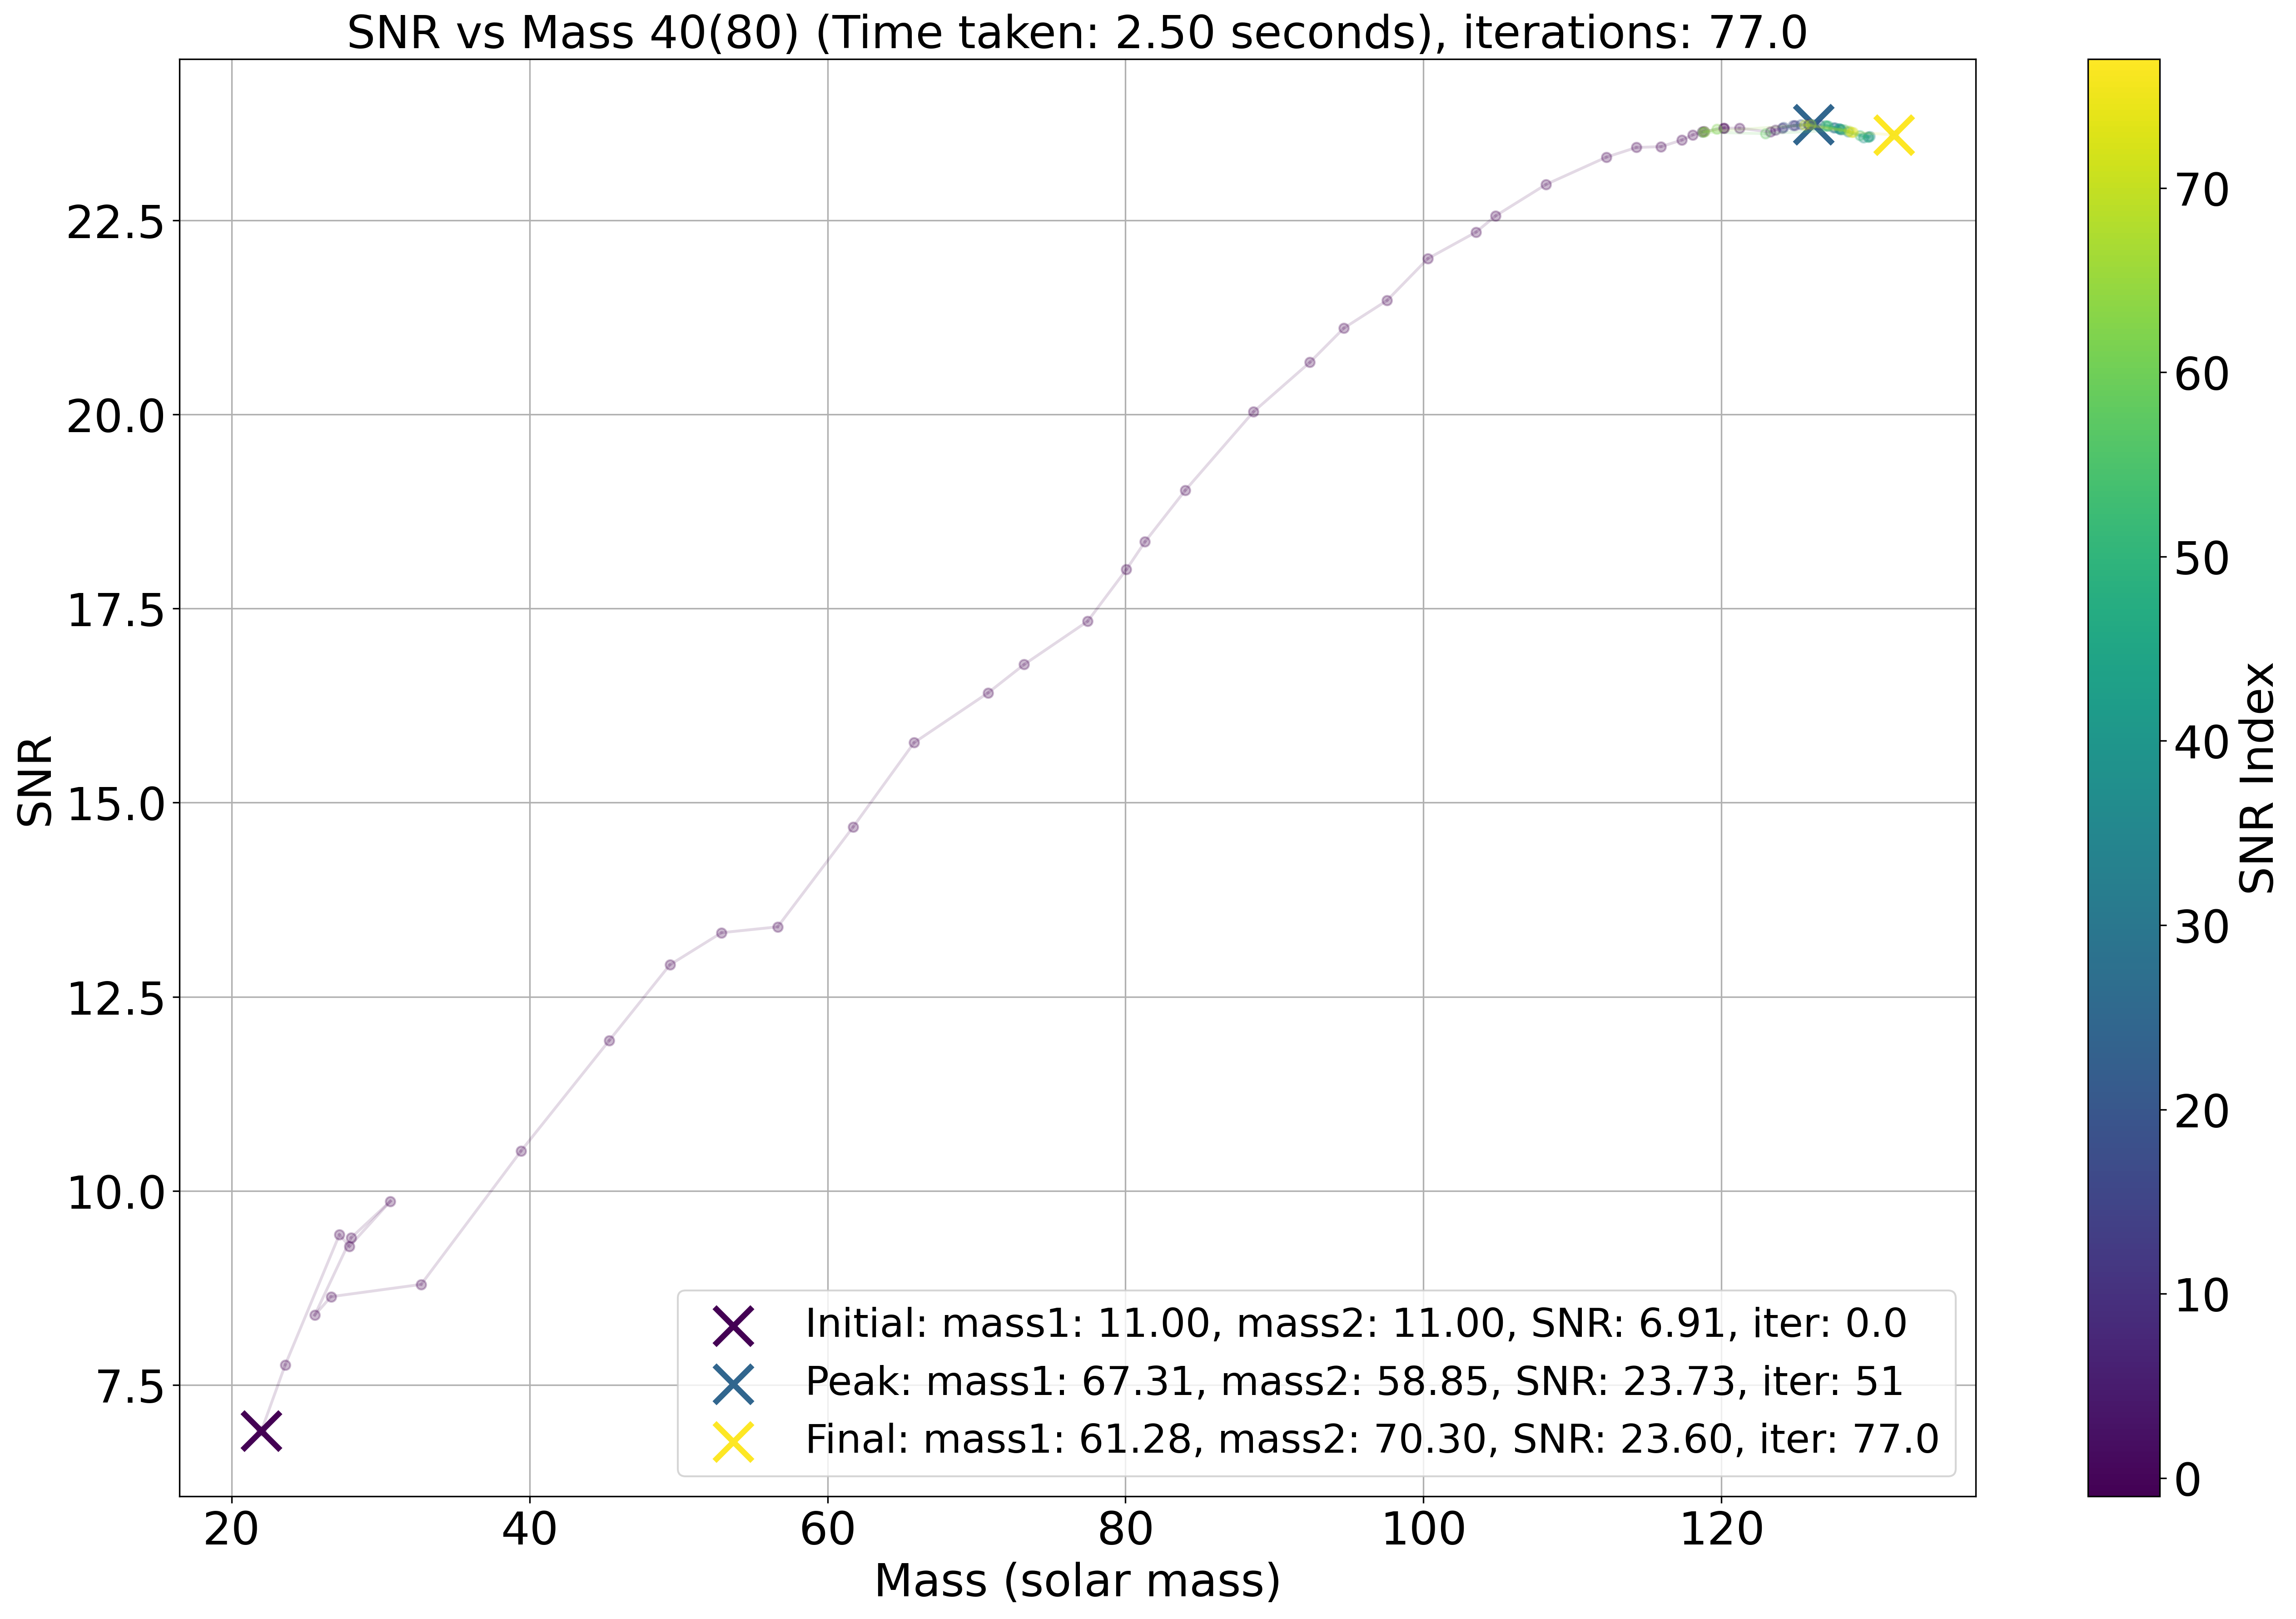 SNR vs Mass 40(80) (Time taken: 2.50 seconds), iterations: 77.0
SNR
22.5
20.0
17.5
15.0
12.5
10.0
7.5
20 40 60 80 100 120
Mass (solar mass)
Initial: mass1: 11.00, mass2: 11.00, SNR: 6.91, iter: 0.0
Peak: mass1: 67.31, mass2: 58.85, SNR: 23.73, iter: 51
Final: mass1: 61.28, mass2: 70.30, SNR: 23.60, iter: 77.0
70
60
50
40
30
20
10
0
SNR Index